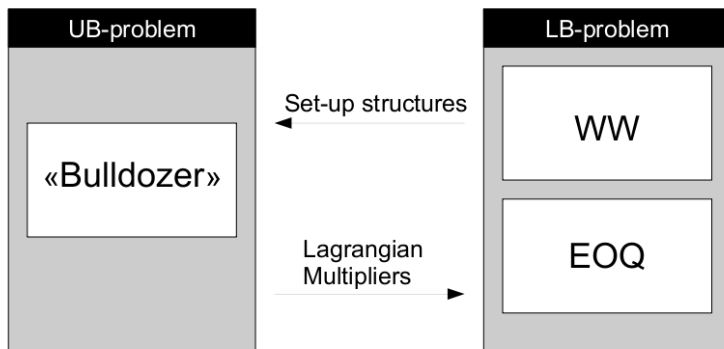 UB-problem
«Bulldozer»
Set-up structures
Lagrangian
Multipliers
LB-problem
WW
EOQ